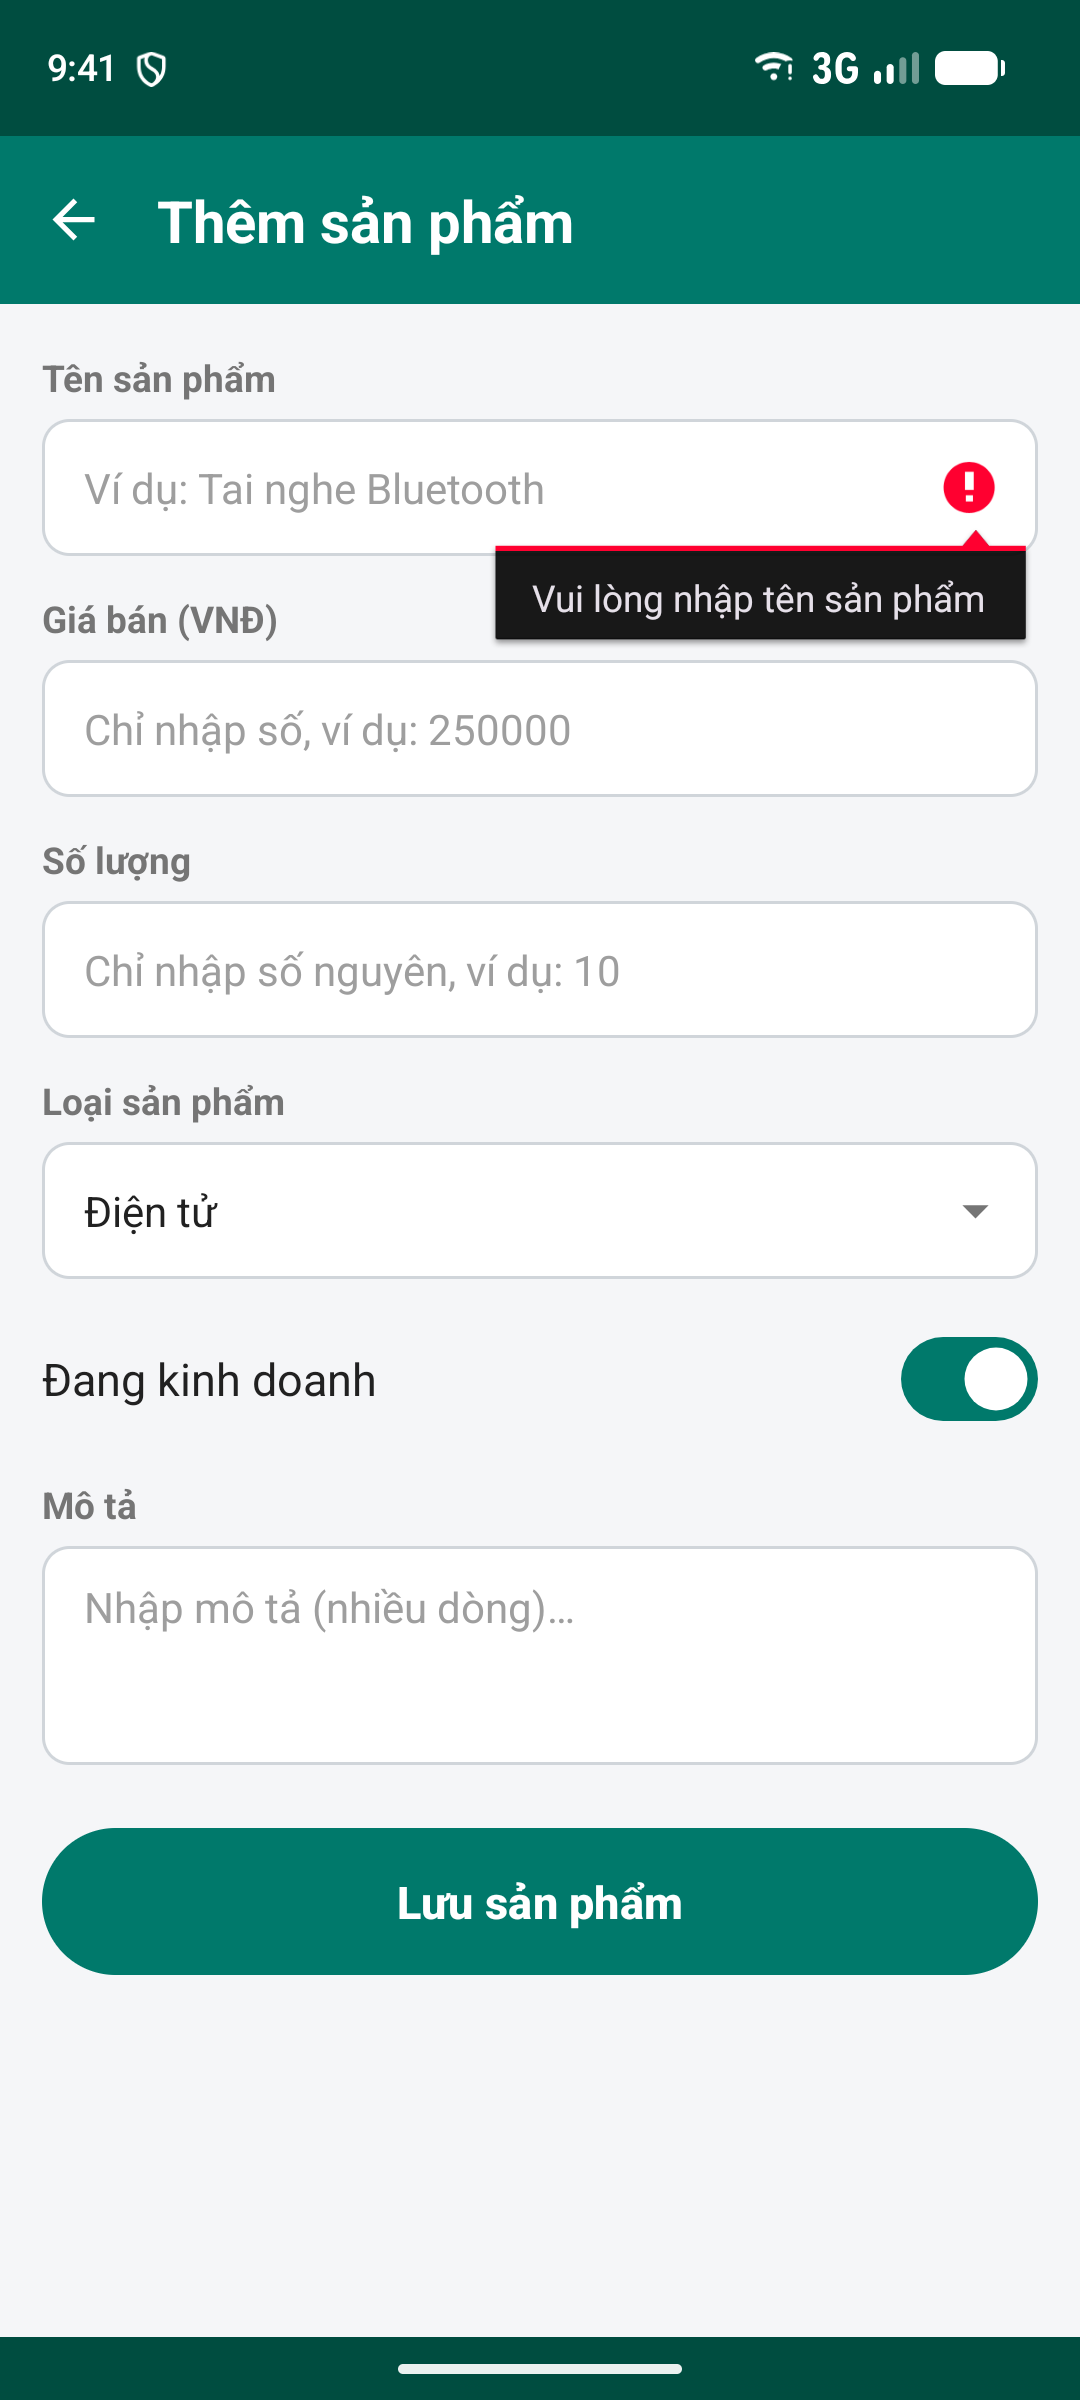 9:41
3G
Thêm sản phẩm
Tên sản phẩm
Ví dụ: Tai nghe Bluetooth
Vui lòng nhập tên sản phẩm
Giá bán (VNĐ)
Chỉ nhập số, ví dụ: 250000
Số lượng
Chỉ nhập số nguyên, ví dụ: 10
Loại sản phẩm
Điện tử
Đang kinh doanh
Mô tả
Nhập mô tả (nhiều dòng)...
Lưu sản phẩm